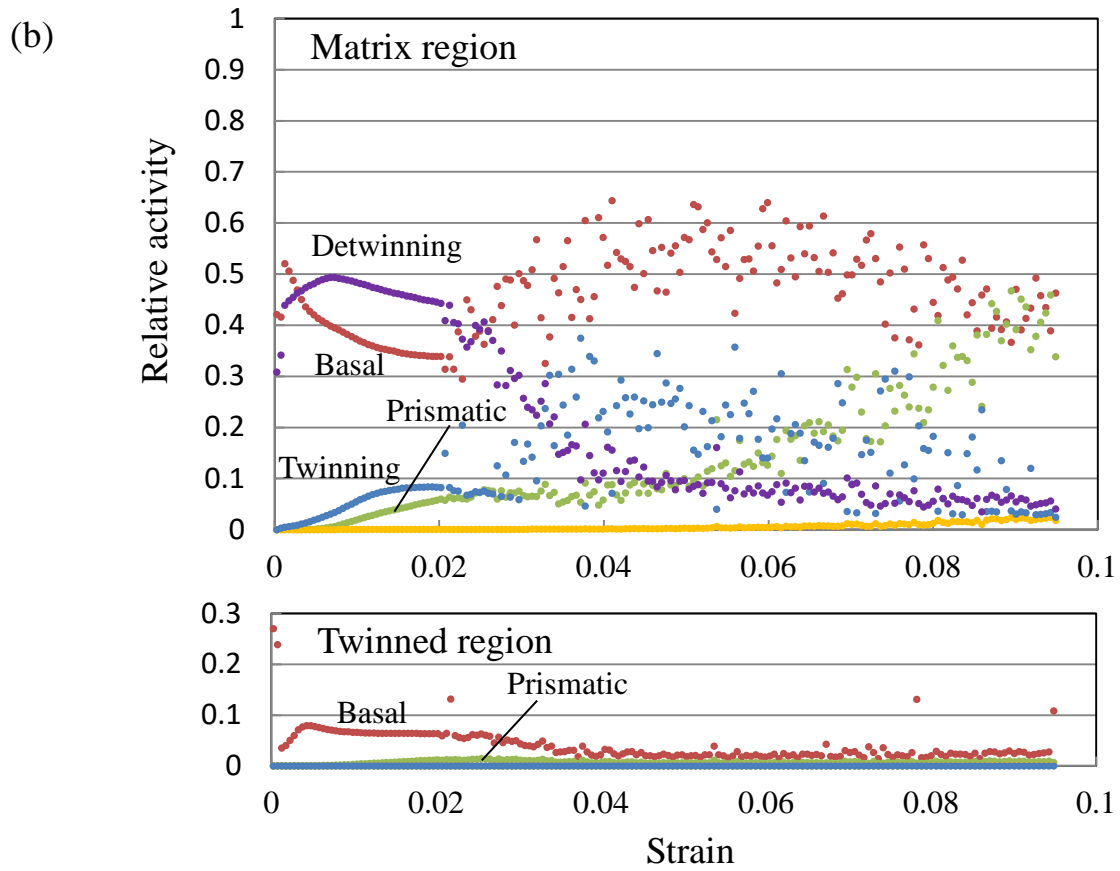 (b)
Matrix region
Relative activity
1
0.9
0.8
0.7
0.6
0.5
0.4
0.3
0.2
0.1
0
Detwinning
Basal
Prismatic
Twinning
0 0.02 0.04 0.06 0.08 0.1
Twinned region
0.3
0.2
0.1
0
Prismatic
Basal
0 0.02 0.04 0.06 0.08 0.1
Strain